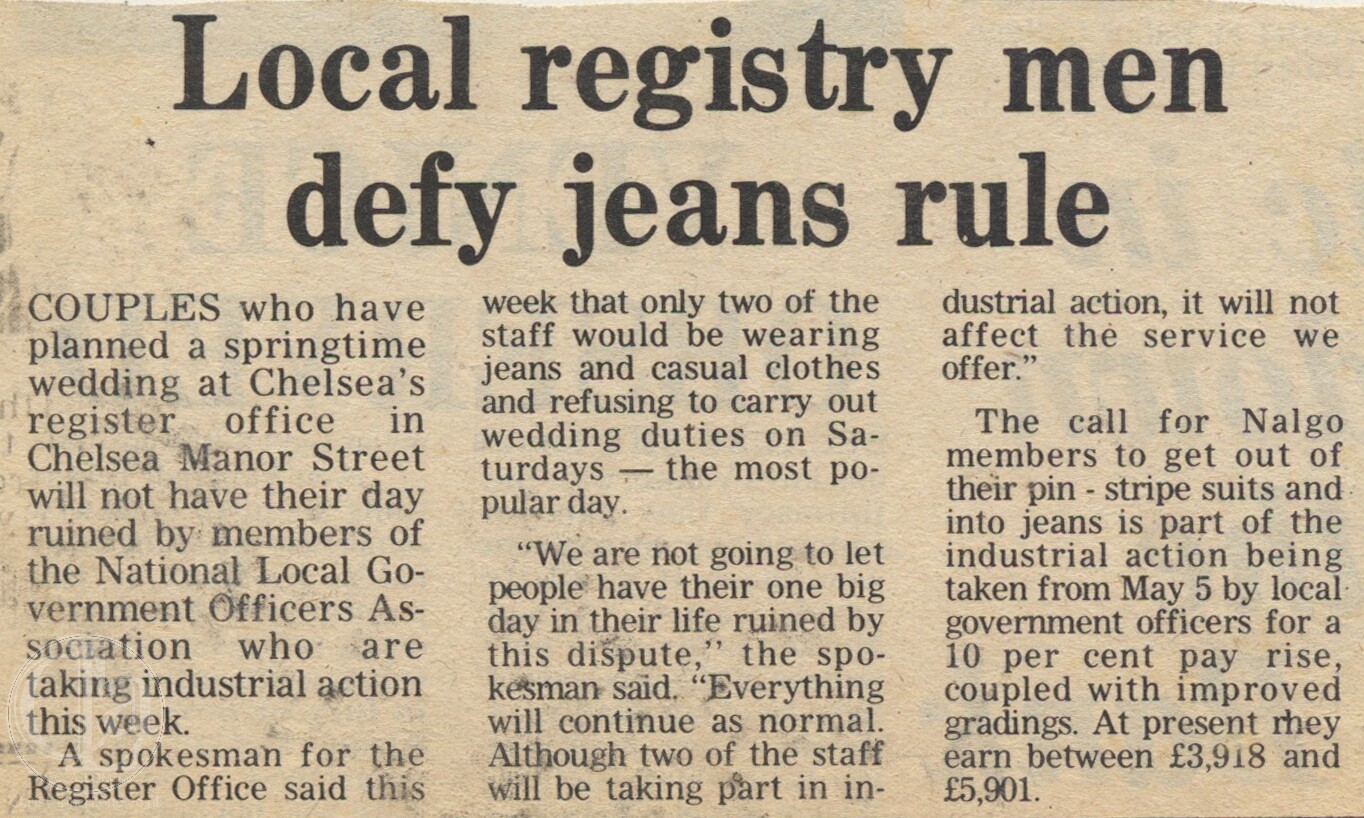 Local registry men
defy jeans rule
COUPLES who have
planned a springtime
wedding at Chelsea's
register office in
Chelsea Manor Street
will not have their day
ruined by members of
the National Local Go-
vernment Officers As-
sociation who are
taking industrial action
this week.
A spokesman for the
Register Office said this
week that only two of the
staff would be wearing
jeans and casual clothes
and refusing to carry out
wedding duties on Sa-
turdays — the most po-
pular day.
“We are not going to let
people have their one big
day in their life ruined by
this dispute,” the spo-
kesman said. “Everything
will continue as normal.
Although two of the staff
will be taking part in in-
dustrial action, it will not
affect the service we
offer.”
The call for Nalgo
members to get out of
their pin - stripe suits and
into jeans is part of the
industrial action being
taken from May 5 by local
government officers for a
10 per cent pay rise,
coupled with improved
gradings. At present rhey
earn between £3,918 and
£5,901.